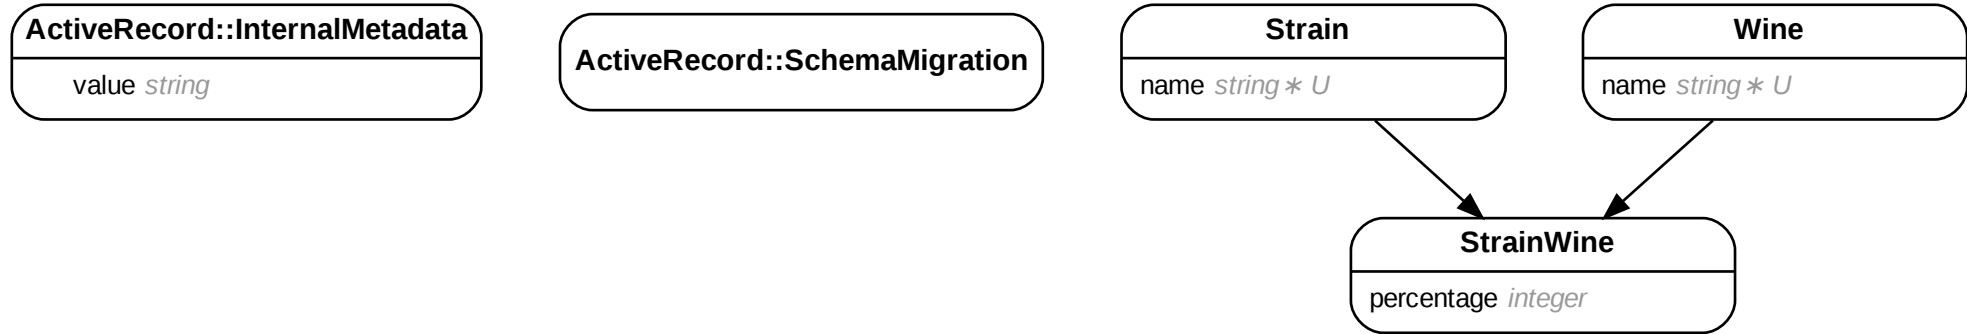 ActiveRecord::InternalMetadata
value string
ActiveRecord::SchemaMigration
Strain
name string∗ U
Wine
name string∗ U
StrainWine
percentage integer